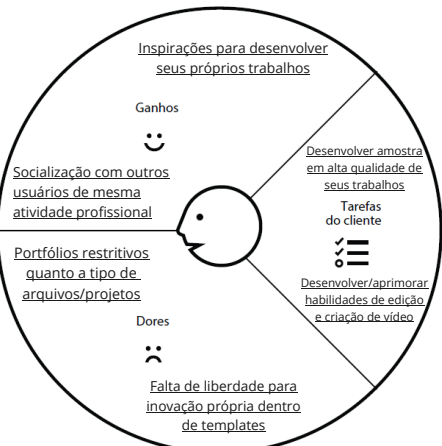 Inspirações para desenvolver
seus próprios trabalhos
Ganhos
Socialização com outros
usuários de mesma
atividade profissional
Desenvolver amostra
em alta qualidade de
seus trabalhos
Tarefas
do cliente
Desenvolver/aprimorar
habilidades de edição
e criação de vídeo
Portfólios restritivos
quanto a tipo de
arquivos/projetos
Dores
Falta de liberdade para
inovação própria dentro
de templates